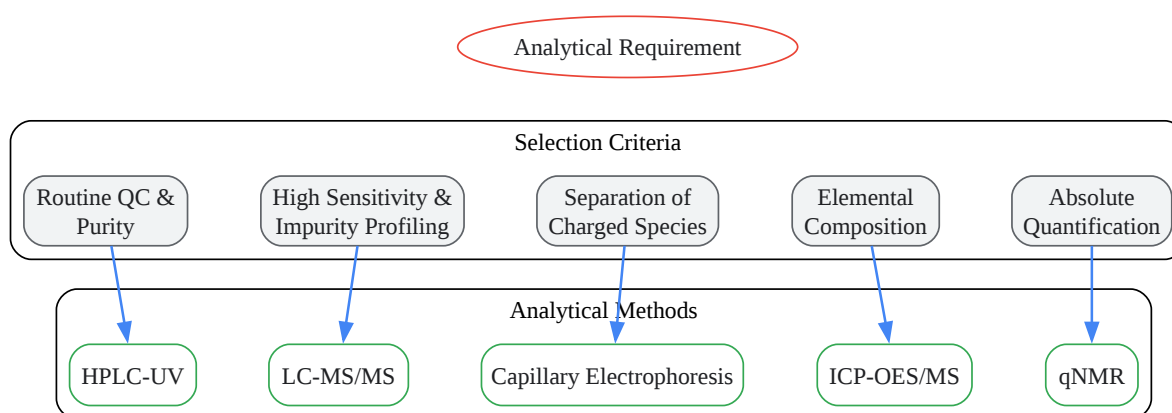 Analytical Requirement
Selection Criteria
Routine QC &
Purity
High Sensitivity &
Impurity Profiling
Separation of
Charged Species
Elemental
Composition
Absolute
Quantification
Analytical Methods
HPLC-UV
LC-MS/MS
Capillary Electrophoresis
ICP-OES/MS
qNMR